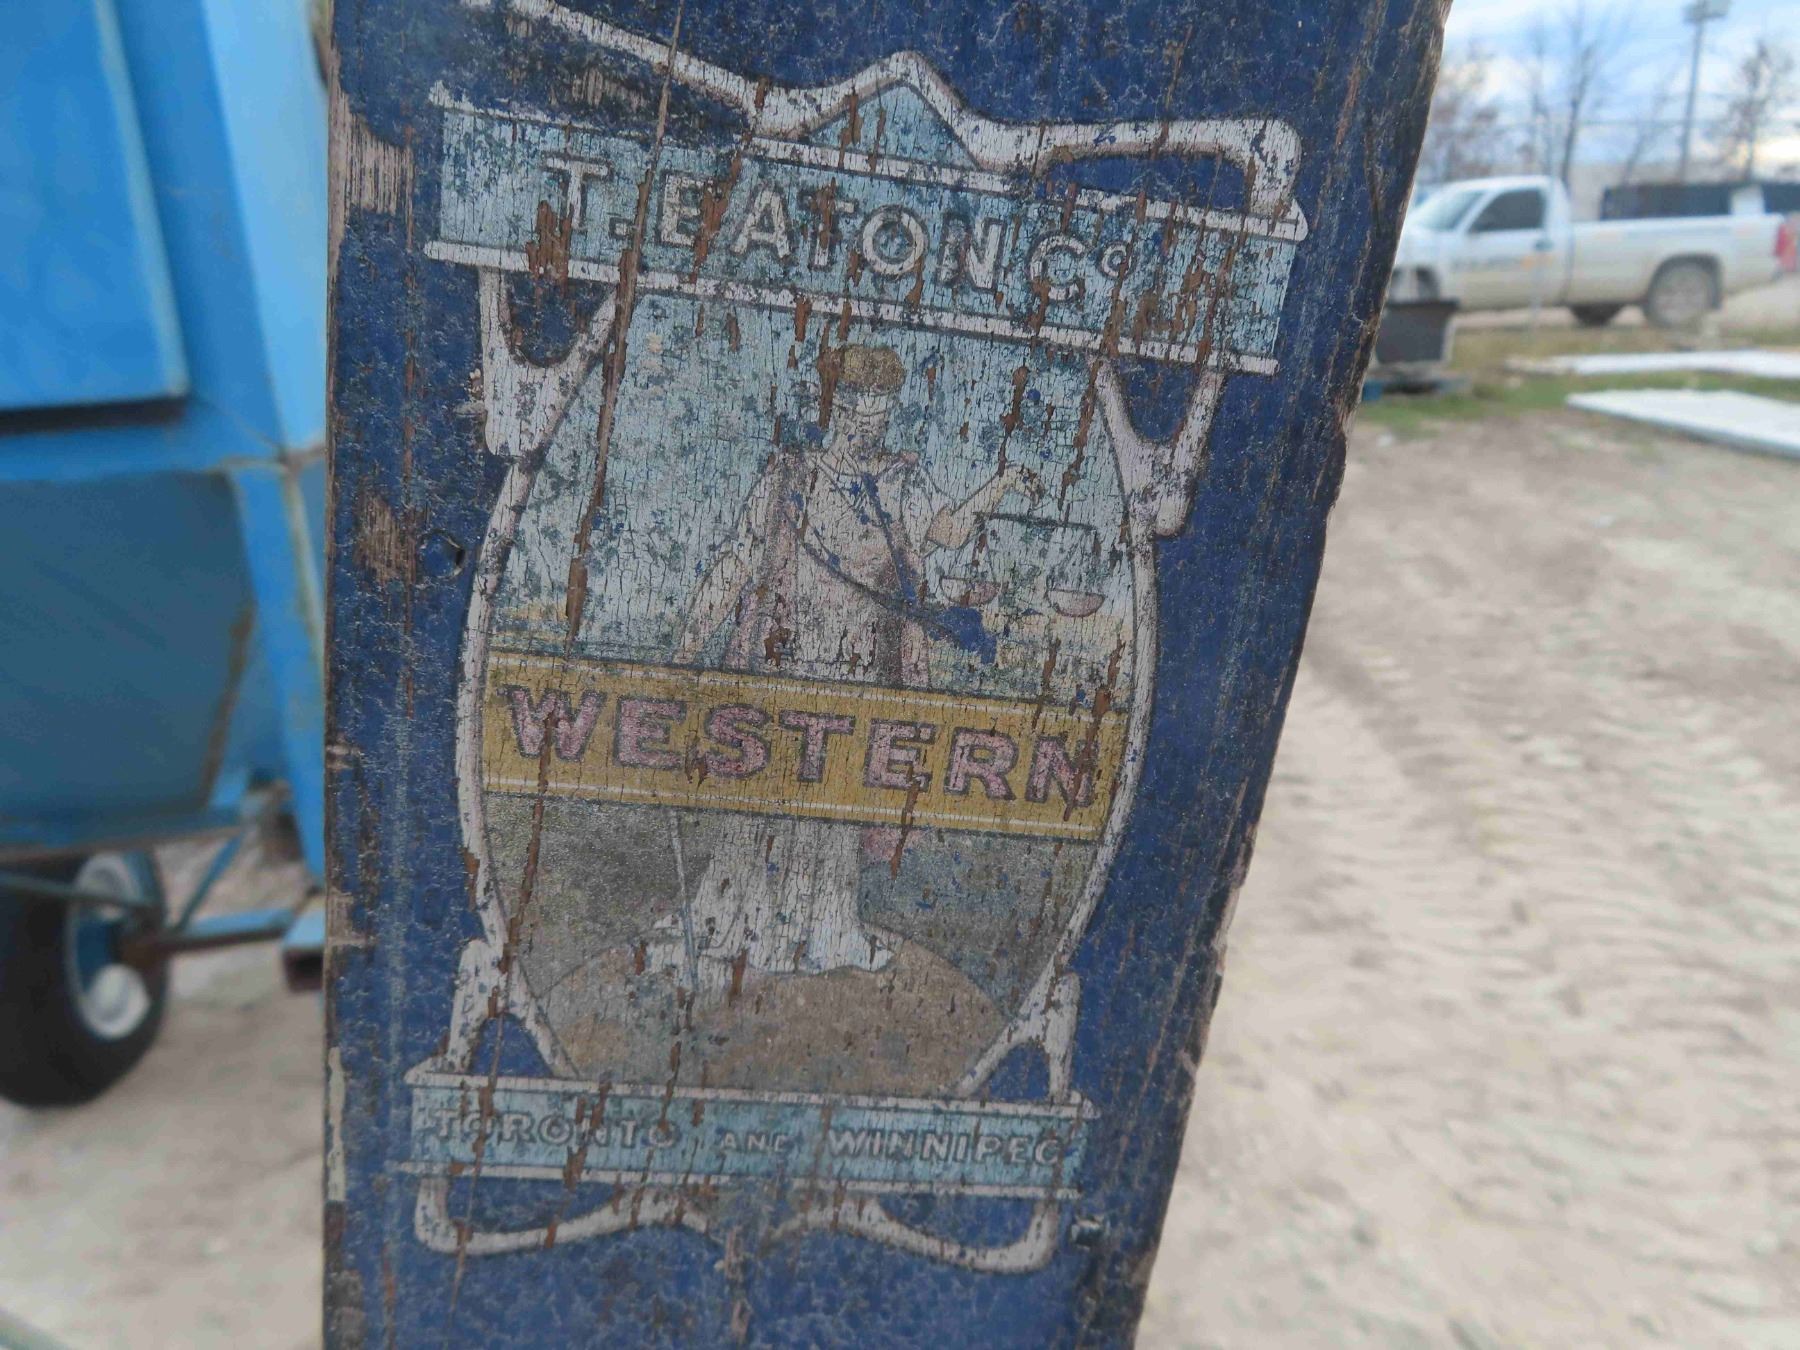 T. EATON Co
WESTERN
TORONTO AND WINNIPEG